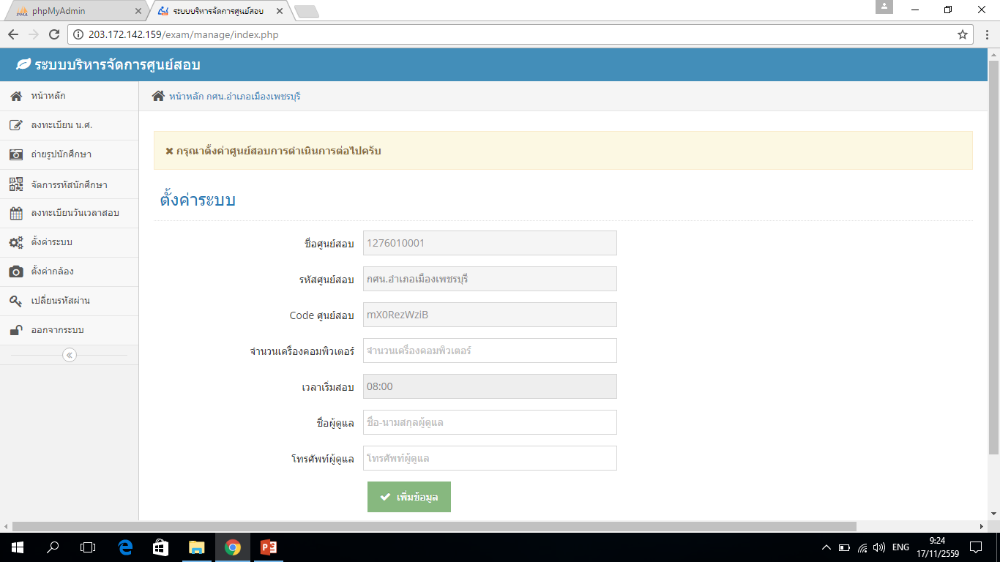 phpMyAdmin
ระบบบริหารจัดการศูนย์สอบ
203.172.142.159/exam/manage/index.php
ระบบบริหารจัดการศูนย์สอบ
หน้าหลัก
ลงทะเบียน น.ศ.
ถ่ายรูปนักศึกษา
จัดการรหัสนักศึกษา
ลงทะเบียนวันเวลาสอบ
ตั้งค่าระบบ
ตั้งค่ากล้อง
เปลี่ยนรหัสผ่าน
ออกจากระบบ
หน้าหลัก กศน.อำเภอเมืองเพชรบุรี
กรุณาตั้งค่าศูนย์สอบการดำเนินการต่อไปครับ
ตั้งค่าระบบ
ชื่อศูนย์สอบ 1276010001
รหัสศูนย์สอบ กศน.อำเภอเมืองเพชรบุรี
Code ศูนย์สอบ mX0RezWziB
จำนวนเครื่องคอมพิวเตอร์ จำนวนเครื่องคอมพิวเตอร์
เวลาเริ่มสอบ 08:00
ชื่อผู้ดูแล ชื่อ-นามสกุลผู้ดูแล
โทรศัพท์ผู้ดูแล โทรศัพท์ผู้ดูแล
เพิ่มข้อมูล
ENG
9:24
17/11/2559